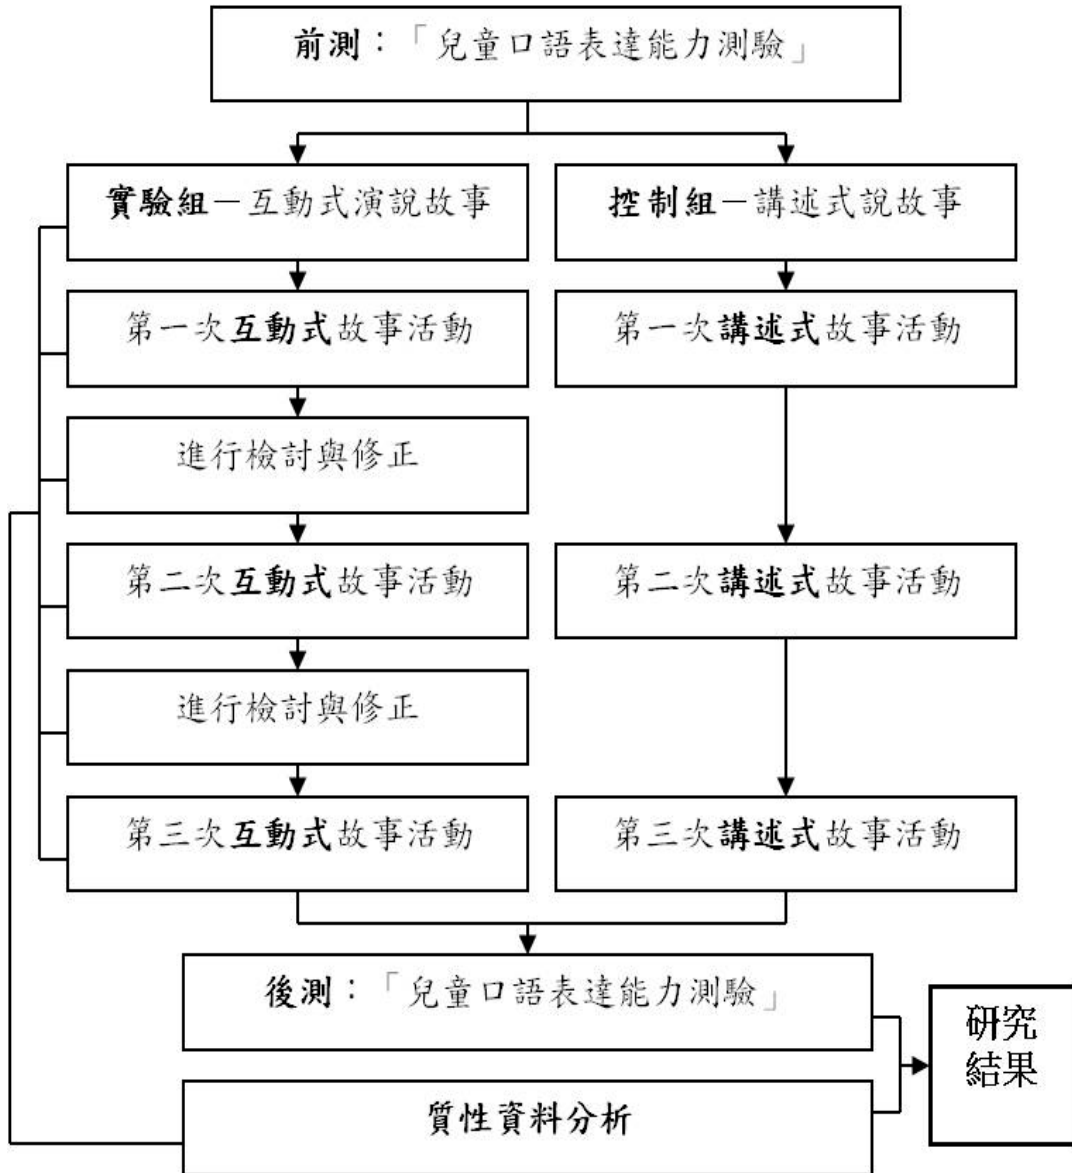 前測：「兒童口語表達能力測驗」
實驗組－互動式演說故事
控制組－講述式說故事
第一次互動式故事活動
第一次講述式故事活動
進行檢討與修正
第二次互動式故事活動
第二次講述式故事活動
進行檢討與修正
第三次互動式故事活動
第三次講述式故事活動
後測：「兒童口語表達能力測驗」
研究
結果
質性資料分析